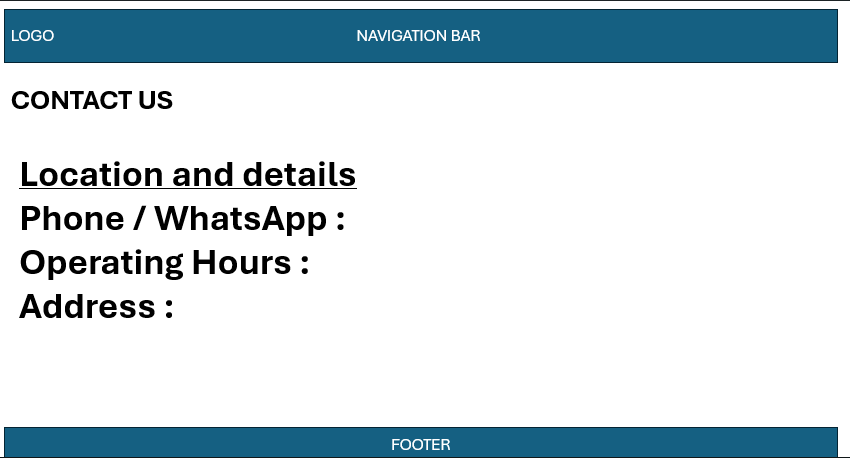 LOGO NAVIGATION BAR
CONTACT US
Location and details
Phone / WhatsApp :
Operating Hours :
Address :
FOOTER